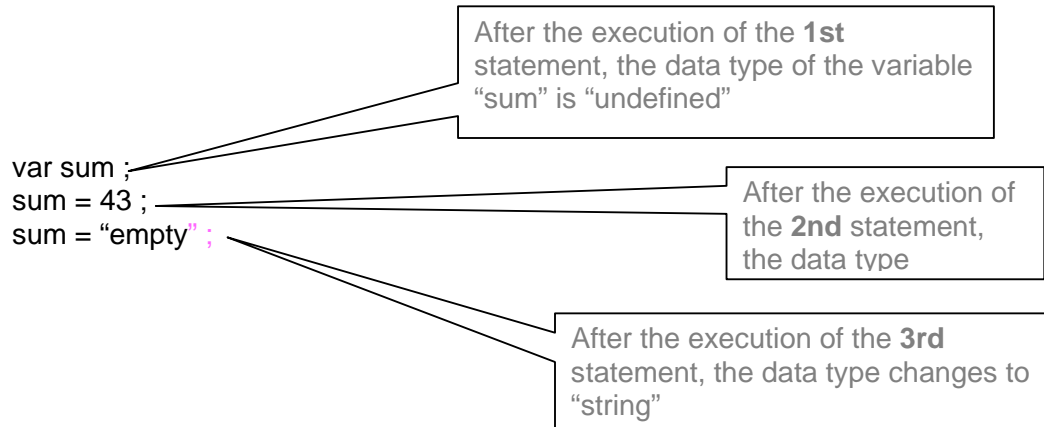 After the execution of the 1st
statement, the data type of the variable
“sum” is “undefined”
var sum ;
sum = 43 ;
sum = “empty” ;
After the execution of
the 2nd statement,
the data type
After the execution of the 3rd
statement, the data type changes to
“string”